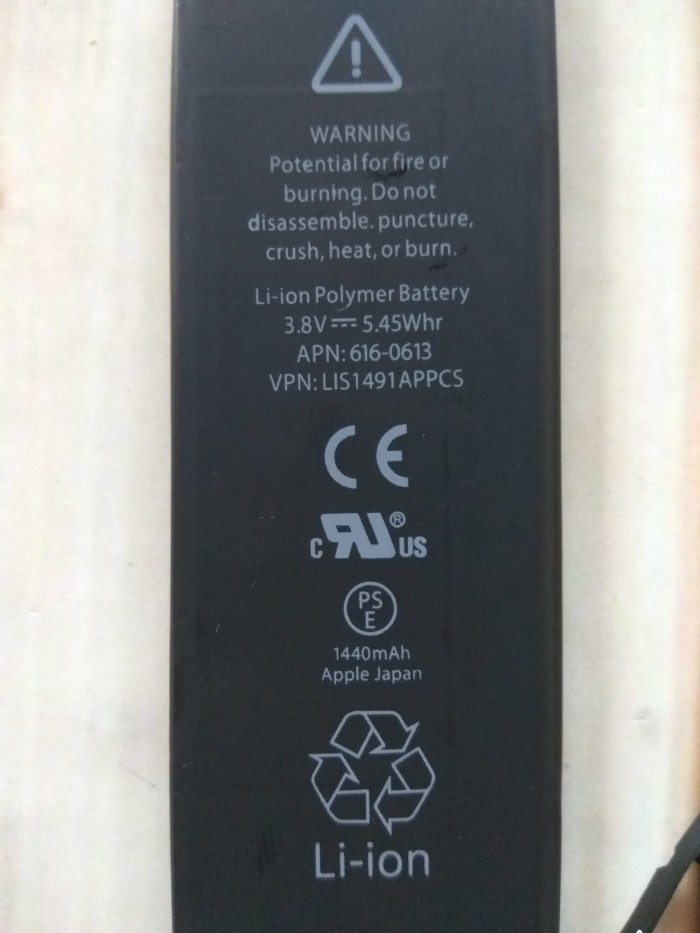 WARNING
Potential for fire or
burning. Do not
disassemble. puncture,
crush, heat, or burn.
Li-ion Polymer Battery
3.8V ⎓ 5.45Whr
APN: 616-0613
VPN: LIS1491APPCS
CE
c RU ® US
PS
E
1440mAh
Apple Japan
Li-ion